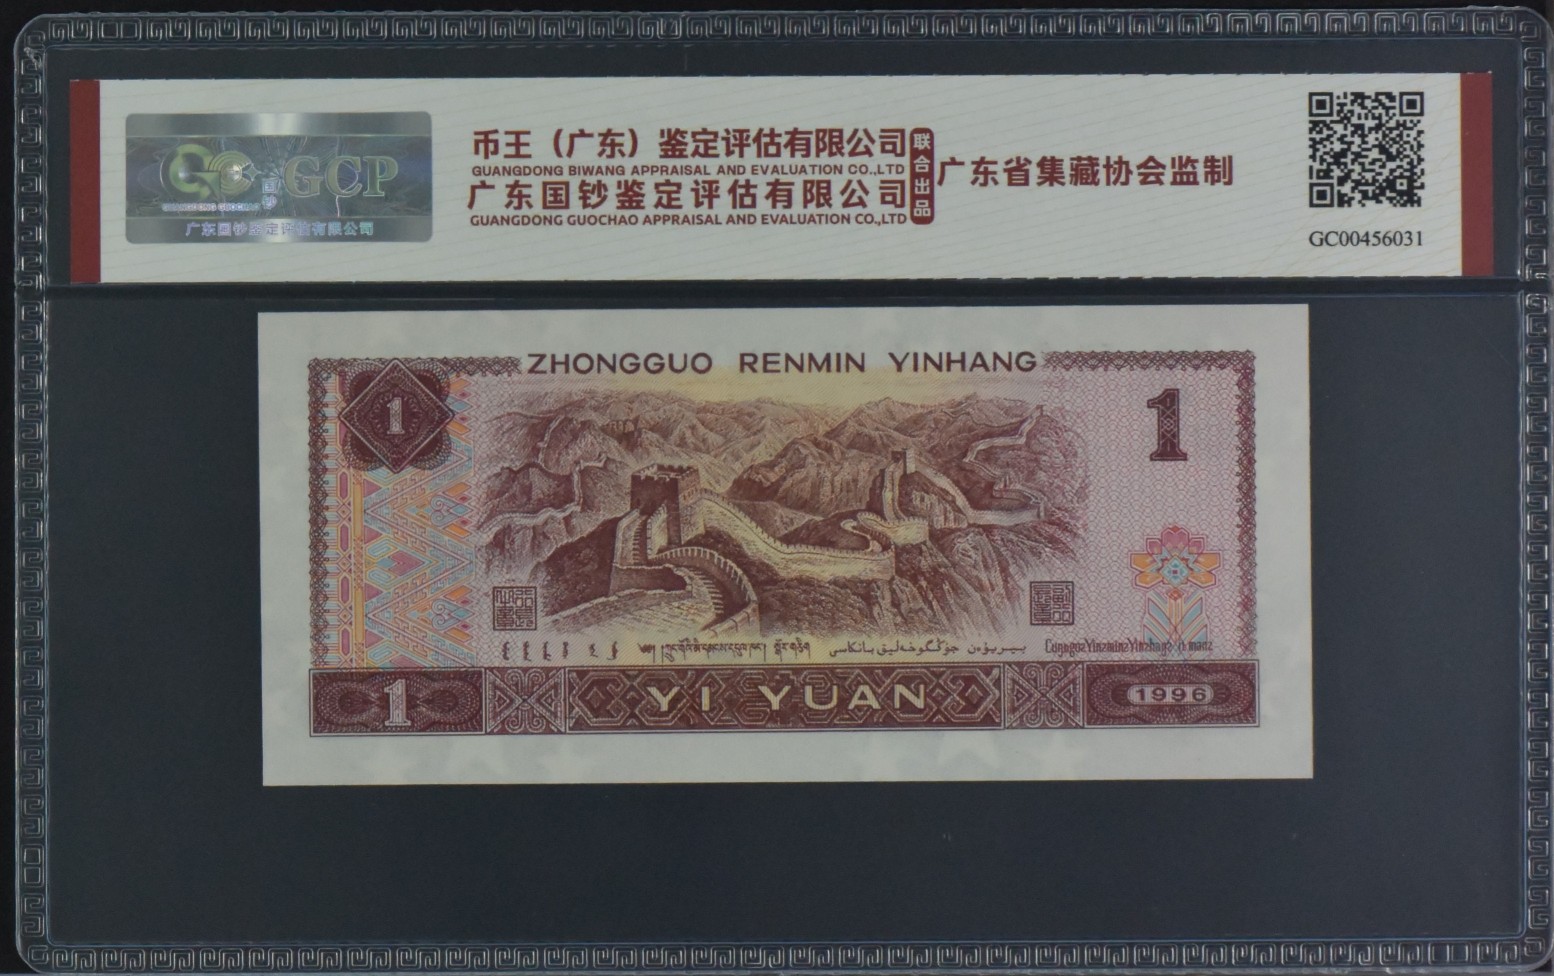 GCP
广东国钞鉴定评估有限公司
币王（广东）鉴定评估有限公司
GUANGDONG BIWANG APPRAISAL AND EVALUATION CO.,LTD
广东国钞鉴定评估有限公司
GUANGDONG GUOCHAO APPRAISAL AND EVALUATION CO.,LTD
联合出品
广东省集藏协会监制
GC00456031
ZHONGGUO RENMIN YINHANG
1
1
1
YI YUAN
1996